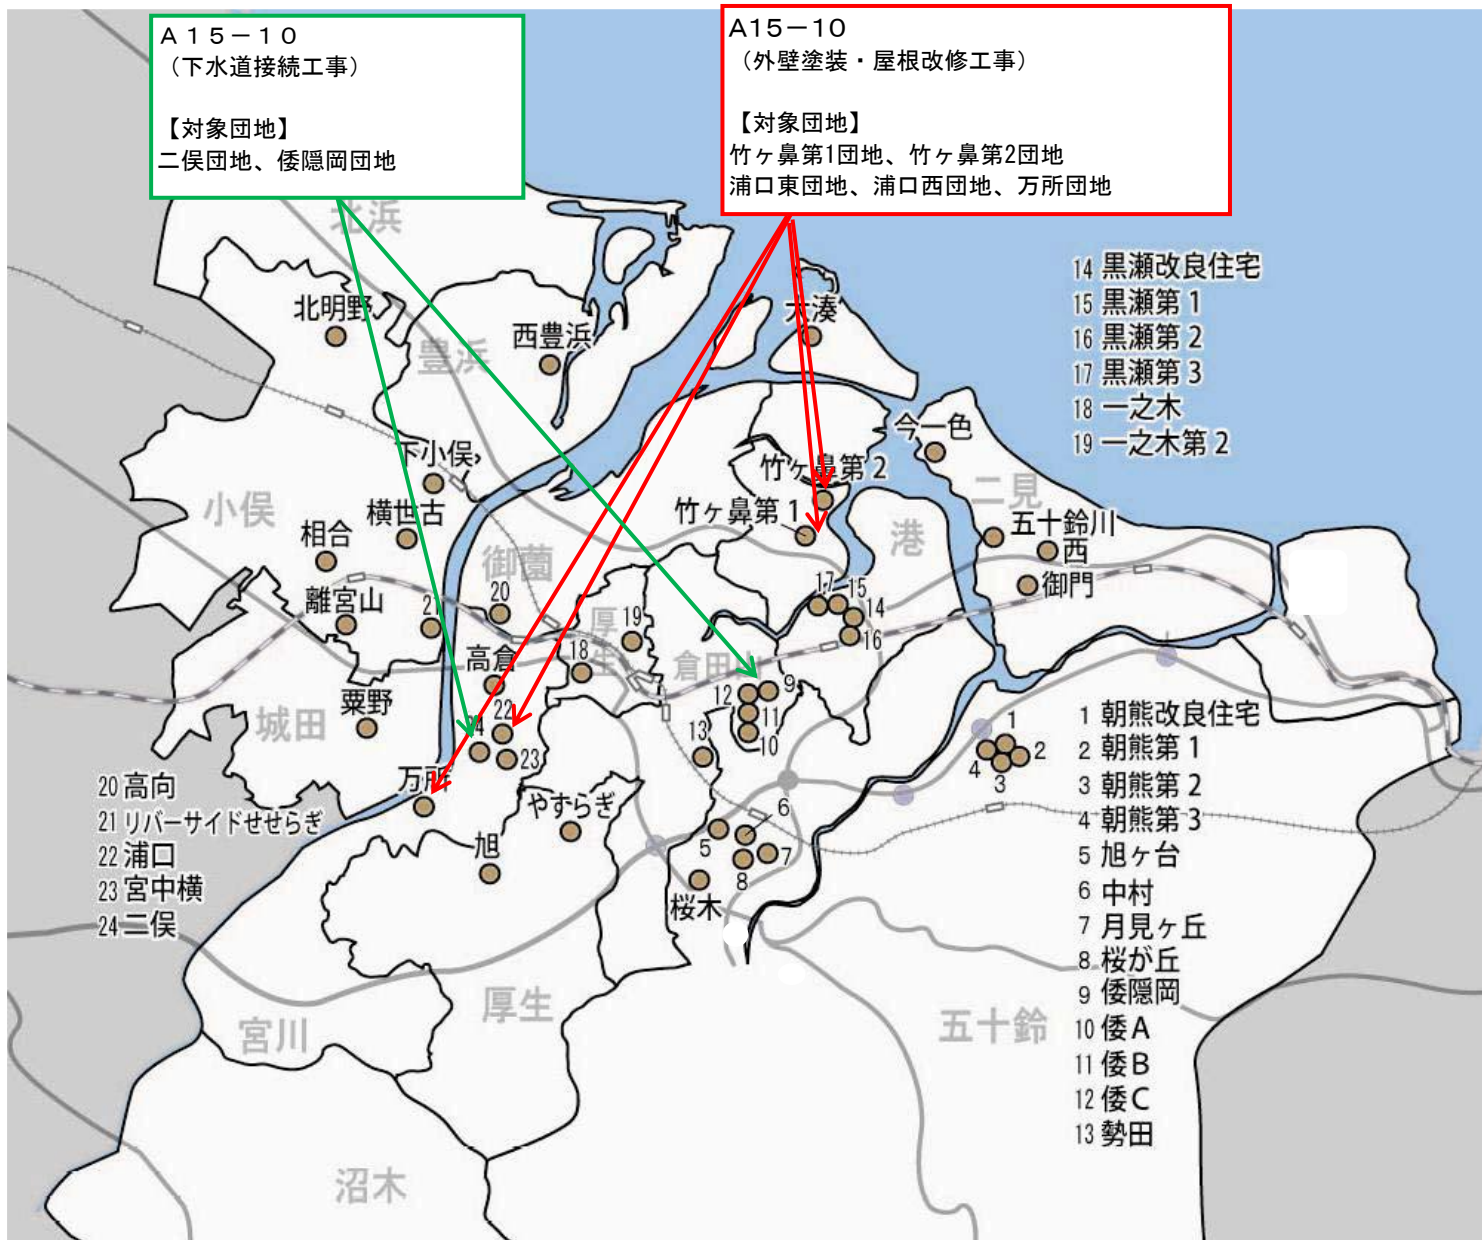 A15-10
（下水道接続工事）
【対象団地】
二俣団地、倭隠岡団地
A15-10
（外壁塗装・屋根改修工事）
【対象団地】
竹ヶ鼻第1団地、竹ヶ鼻第2団地
浦口東団地、浦口西団地、万所団地
北浜
北明野
豊浜
西豊浜
大湊
今一色
二見
五十鈴川
西
御門
港
竹ヶ鼻第2
竹ヶ鼻第1
下小俣
小俣
横世古
相合
離宮山
21
御薗
20
厚生
19
18
高倉
倉田山
17
15
14
16
12
9
11
10
13
城田
粟野
22
24
23
万所
やすらぎ
旭
5
6
7
8
桜木
1
2
3
4
宮川
厚生
五十鈴
沼木
14 黒瀬改良住宅
15 黒瀬第1
16 黒瀬第2
17 黒瀬第3
18 一之木
19 一之木第2
20 高向
21 リバーサイドせせらぎ
22 浦口
23 宮中横
24 二俣
1 朝熊改良住宅
2 朝熊第1
3 朝熊第2
4 朝熊第3
5 旭ヶ台
6 中村
7 月見ヶ丘
8 桜が丘
9 倭隠岡
10 倭A
11 倭B
12 倭C
13 勢田